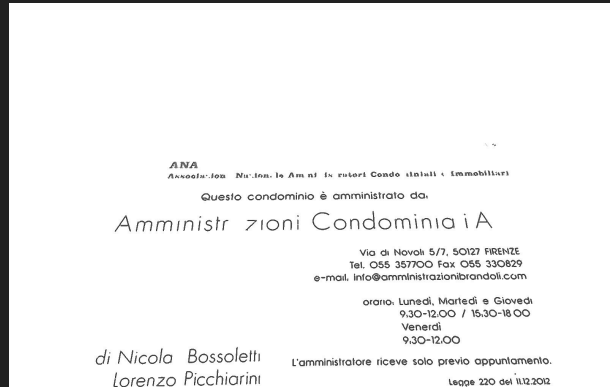 ANA
Questo condominio è amministrato da:
Via di Novoli 5/7, 50127 FIRENZE
Tel. 055 357700 Fax 055 330829
e-mail. info@amministrazionibrandoli.com
orario: Lunedì, Martedì e Giovedì
9.30-12.00 / 15.30-18.00
Venerdì
9.30-12.00
di Nicola Bossoletti
Lorenzo Picchiarini
L'amministratore riceve solo previo appuntamento.
Legge 220 del 11.12.2012